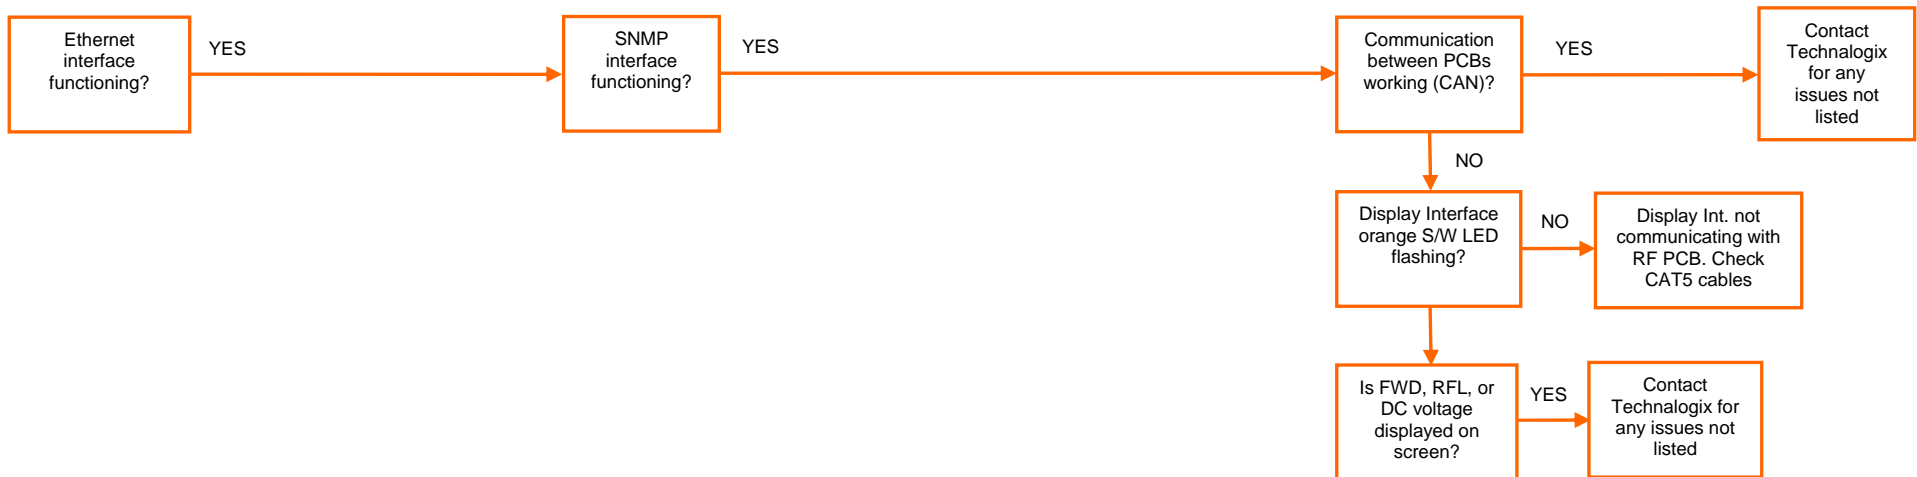 Ethernet
interface
functioning?
YES
SNMP
interface
functioning?
YES
Communication
between PCBs
working (CAN)?
YES
Contact
Technalogix
for any
issues not
listed
NO
Display Interface
orange S/W LED
flashing?
NO
Display Int. not
communicating with
RF PCB. Check
CAT5 cables
Is FWD, RFL, or
DC voltage
displayed on
screen?
YES
Contact
Technalogix for
any issues not
listed